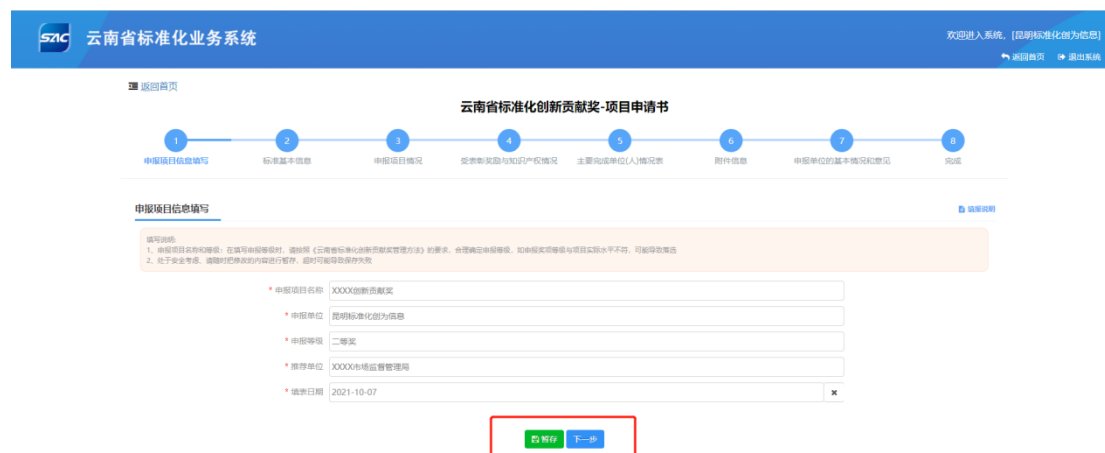 SAC 云南省标准化业务系统
欢迎进入系统, [昆明标准化创为信息]
返回首页 退出系统
返回首页
云南省标准化创新贡献奖-项目申请书
1 2 3 4 5 6 7 8
申报项目信息填写 标准基本信息 申报项目情况 受表彰奖励与知识产权情况 主要完成单位(人)情况表 附件信息 申报单位的基本情况和意见 完成
申报项目信息填写 填报说明
填写说明:
1、申报项目名称和等级：在填写申报等级时，请按照《云南省标准化创新贡献奖管理办法》的要求，合理确定申报等级，如申报奖项等级与项目实际水平不符，可能导致落选
2、处于安全考虑，请随时把修改的内容进行暂存，超时可能导致保存失败
* 申报项目名称 XXXX创新贡献奖
* 申报单位 昆明标准化创为信息
* 申报等级 二等奖
* 推荐单位 XXXX市场监督管理局
* 填表日期 2021-10-07
暂存 下一步